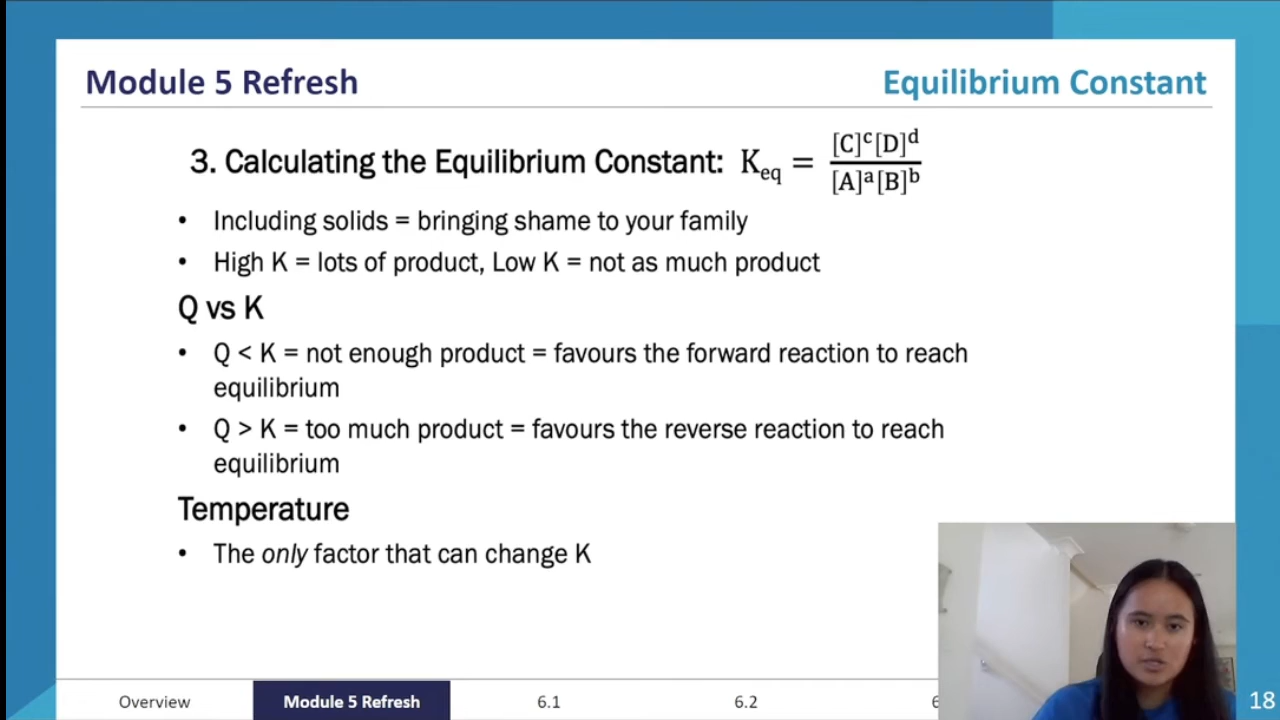 Module 5 Refresh
Equilibrium Constant
3. Calculating the Equilibrium Constant: K_eq = [C]^c[D]^d / [A]^a[B]^b
• Including solids = bringing shame to your family
• High K = lots of product, Low K = not as much product
Q vs K
• Q < K = not enough product = favours the forward reaction to reach
equilibrium
• Q > K = too much product = favours the reverse reaction to reach
equilibrium
Temperature
• The only factor that can change K
Overview
Module 5 Refresh
6.1
6.2
18